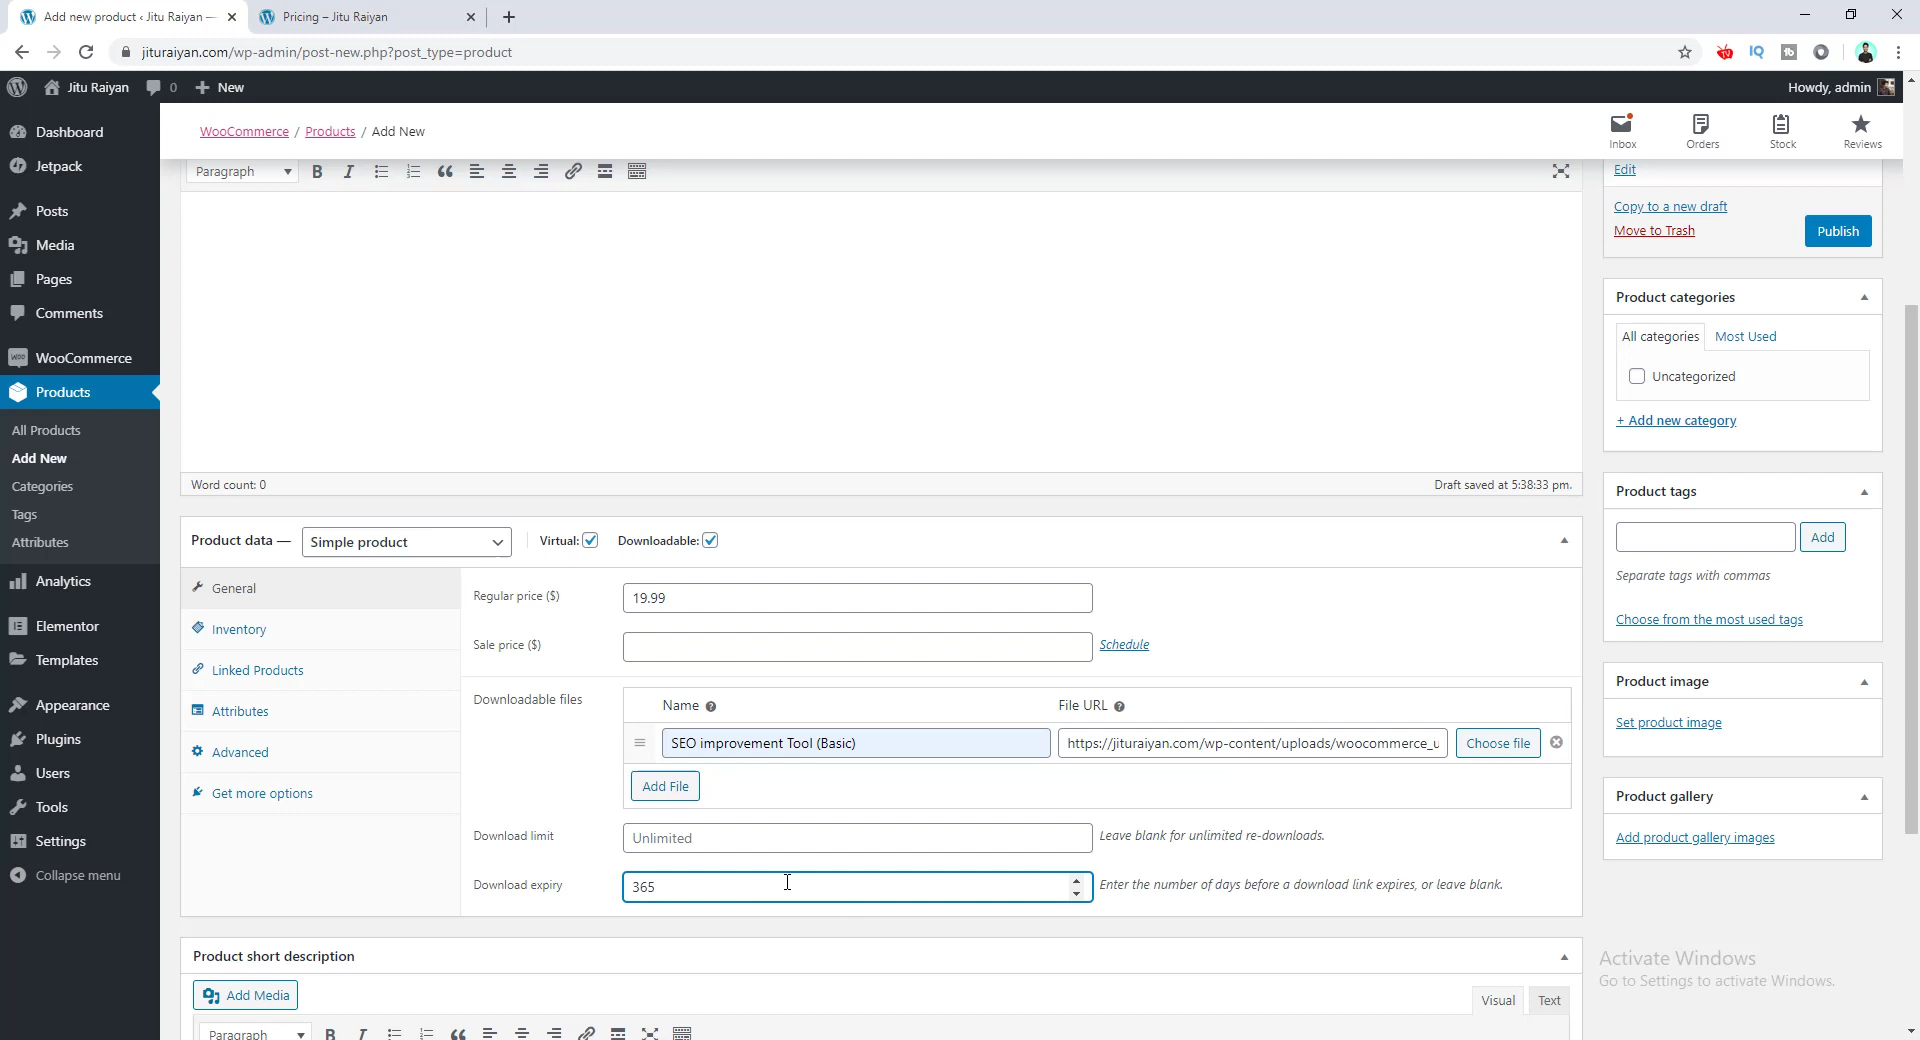 Add new product ‹ Jitu Raiyan —
Pricing – Jitu Raiyan
jituraiyan.com/wp-admin/post-new.php?post_type=product
IQ
tb
Jitu Raiyan
0
New
Howdy, admin
Dashboard
Jetpack
Posts
Media
Pages
Comments
WooCommerce
Products
All Products
Add New
Categories
Tags
Attributes
Analytics
Elementor
Templates
Appearance
Plugins
Users
Tools
Settings
Collapse menu
WooCommerce / Products / Add New
Inbox
Orders
Stock
Reviews
Paragraph
B
I
Word count: 0
Draft saved at 5:38:33 pm.
Product data —
Simple product
Virtual:
Downloadable:
General
Inventory
Linked Products
Attributes
Advanced
Get more options
Regular price ($)
19.99
Sale price ($)
Schedule
Downloadable files
Name
File URL
SEO improvement Tool (Basic)
https://jituraiyan.com/wp-content/uploads/woocommerce_u
Choose file
Add File
Download limit
Unlimited
Leave blank for unlimited re-downloads.
Download expiry
365
Enter the number of days before a download link expires, or leave blank.
Product short description
Add Media
Visual
Text
Paragraph
B
I
Edit
Copy to a new draft
Move to Trash
Publish
Product categories
All categories
Most Used
Uncategorized
+ Add new category
Product tags
Add
Separate tags with commas
Choose from the most used tags
Product image
Set product image
Product gallery
Add product gallery images
Activate Windows
Go to Settings to activate Windows.